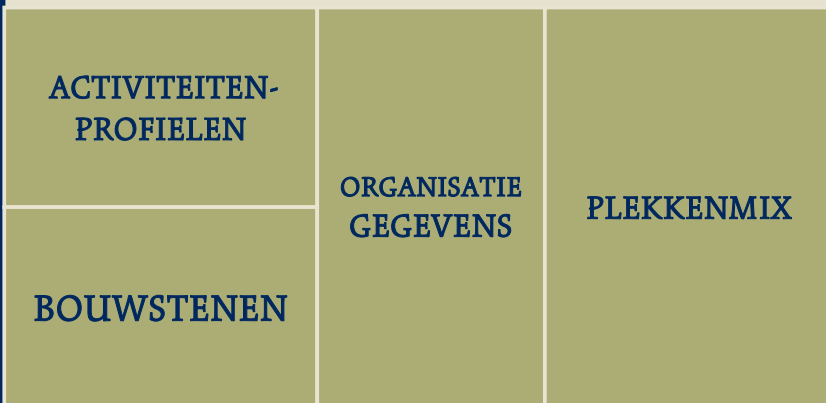 ACTIVITEITEN-
PROFIELEN
BOUWSTENEN
ORGANISATIE
GEGEVENS
PLEKKENMIX